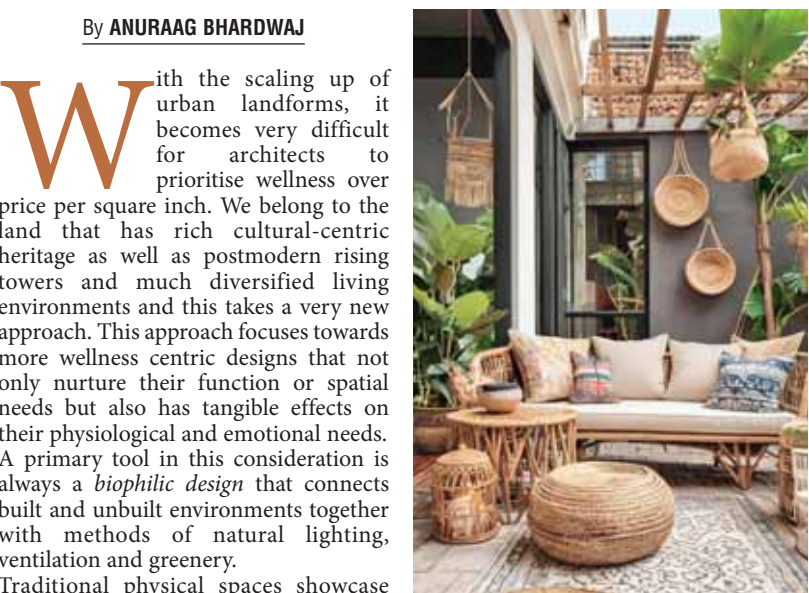 By ANURAAG BHARDWAJ
With the scaling up of
urban landforms, it
becomes very difficult
for architects to
prioritise wellness over
price per square inch. We belong to the
land that has rich cultural-centric
heritage as well as postmodern rising
towers and much diversified living
environments and this takes a very new
approach. This approach focuses towards
more wellness centric designs that not
only nurture their function or spatial
needs but also has tangible effects on
their physiological and emotional needs.
A primary tool in this consideration is
always a biophilic design that connects
built and unbuilt environments together
with methods of natural lighting,
ventilation and greenery.
Traditional physical spaces showcase